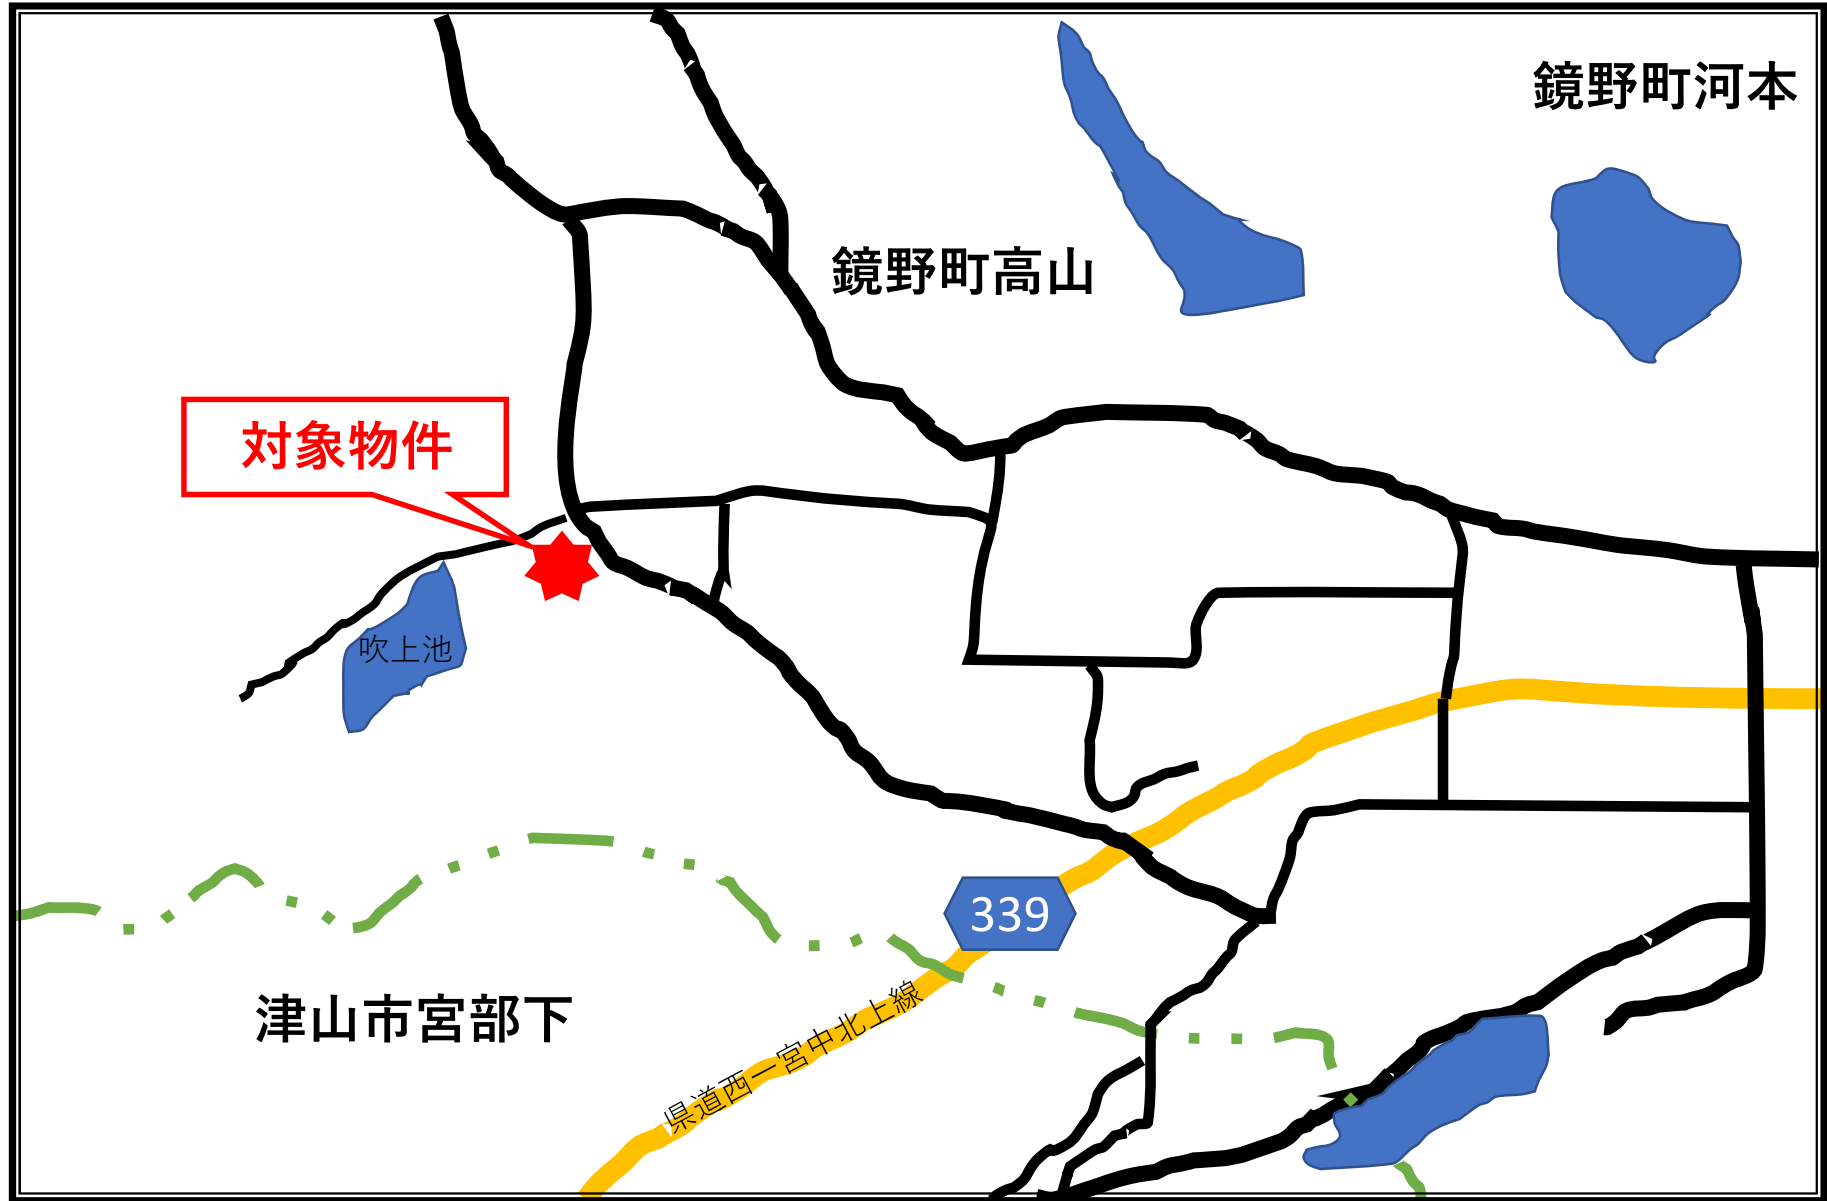 鏡野町河本
鏡野町高山
対象物件
吹上池
339
県道西一宮中北上線
津山市宮部下